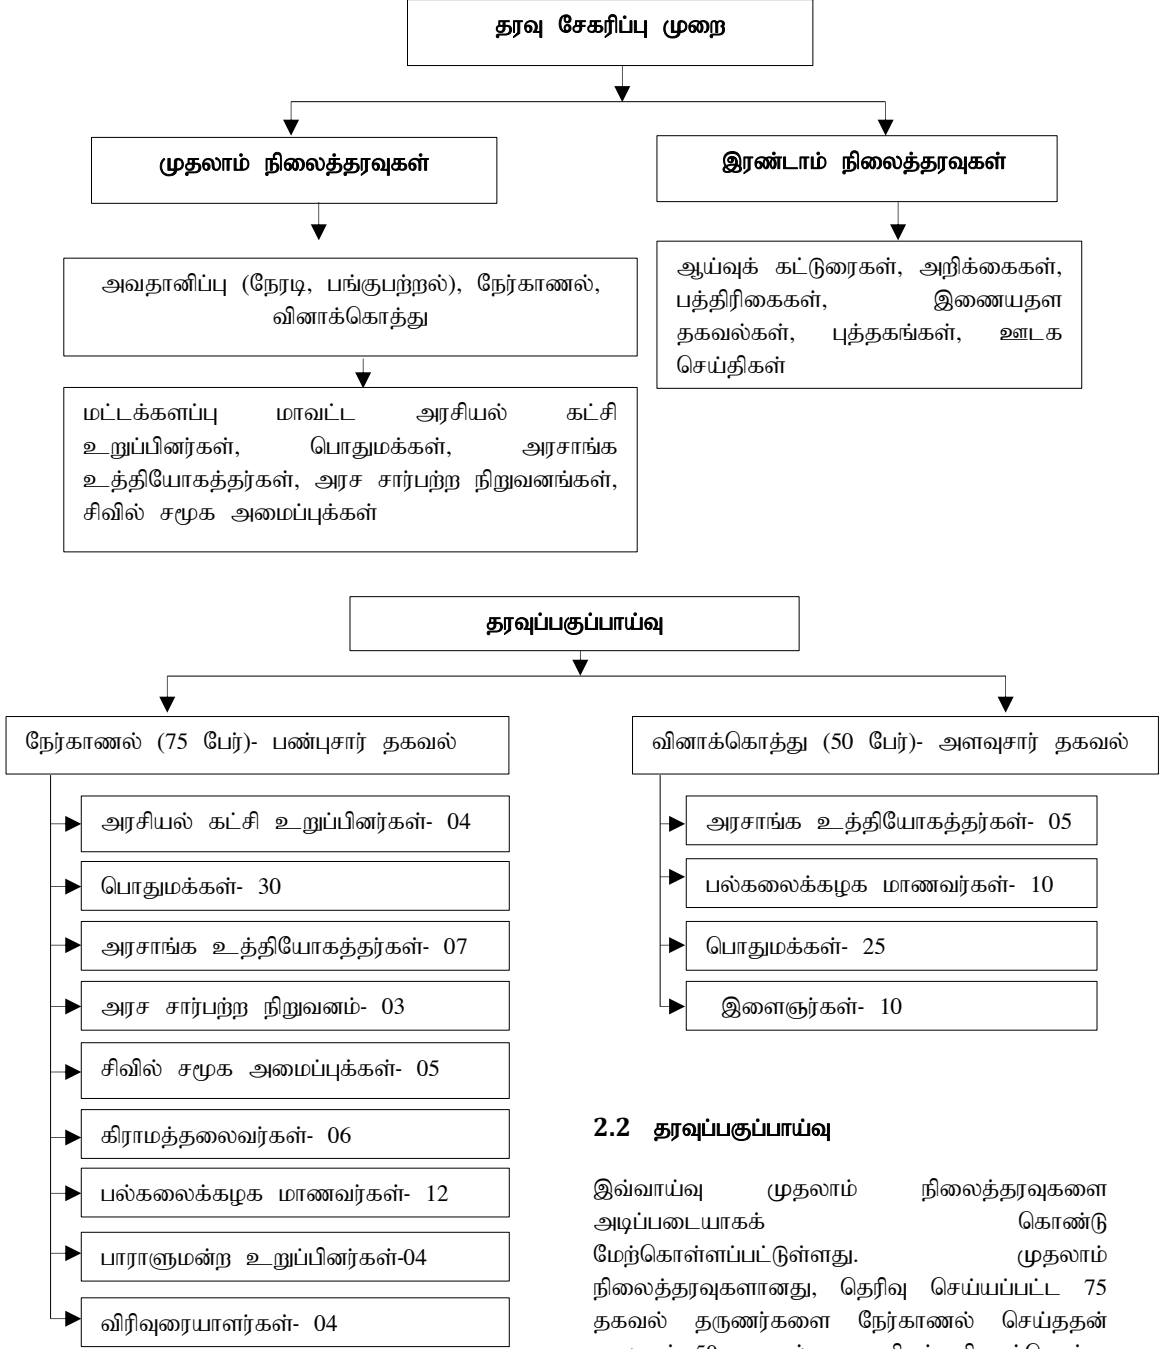 தரவு சேகரிப்பு முறை
முதலாம் நிலைத்தரவுகள்
இரண்டாம் நிலைத்தரவுகள்
அவதானிப்பு (நேரடி, பங்குபற்றல்), நேர்காணல்,
வினாக்கொத்து
ஆய்வுக் கட்டுரைகள், அறிக்கைகள்,
பத்திரிகைகள், இணையதள
தகவல்கள், புத்தகங்கள், ஊடக
செய்திகள்
மட்டக்களப்பு மாவட்ட அரசியல் கட்சி
உறுப்பினர்கள், பொதுமக்கள், அரசாங்க
உத்தியோகத்தர்கள், அரச சார்பற்ற நிறுவனங்கள்,
சிவில் சமூக அமைப்புக்கள்
தரவுப்பகுப்பாய்வு
நேர்காணல் (75 பேர்)- பண்புசார் தகவல்
அரசியல் கட்சி உறுப்பினர்கள்- 04
பொதுமக்கள்- 30
அரசாங்க உத்தியோகத்தர்கள்- 07
அரச சார்பற்ற நிறுவனம்- 03
சிவில் சமூக அமைப்புக்கள்- 05
கிராமத்தலைவர்கள்- 06
பல்கலைக்கழக மாணவர்கள்- 12
பாராளுமன்ற உறுப்பினர்கள்-04
விரிவுரையாளர்கள்- 04
வினாக்கொத்து (50 பேர்)- அளவுசார் தகவல்
அரசாங்க உத்தியோகத்தர்கள்- 05
பல்கலைக்கழக மாணவர்கள்- 10
பொதுமக்கள்- 25
இளைஞர்கள்- 10
2.2 தரவுப்பகுப்பாய்வு
இவ்வாய்வு முதலாம் நிலைத்தரவுகளை
அடிப்படையாகக் கொண்டு
மேற்கொள்ளப்பட்டுள்ளது. முதலாம்
நிலைத்தரவுகளானது, தெரிவு செய்யப்பட்ட 75
தகவல் தருணர்களை நேர்காணல் செய்ததன்